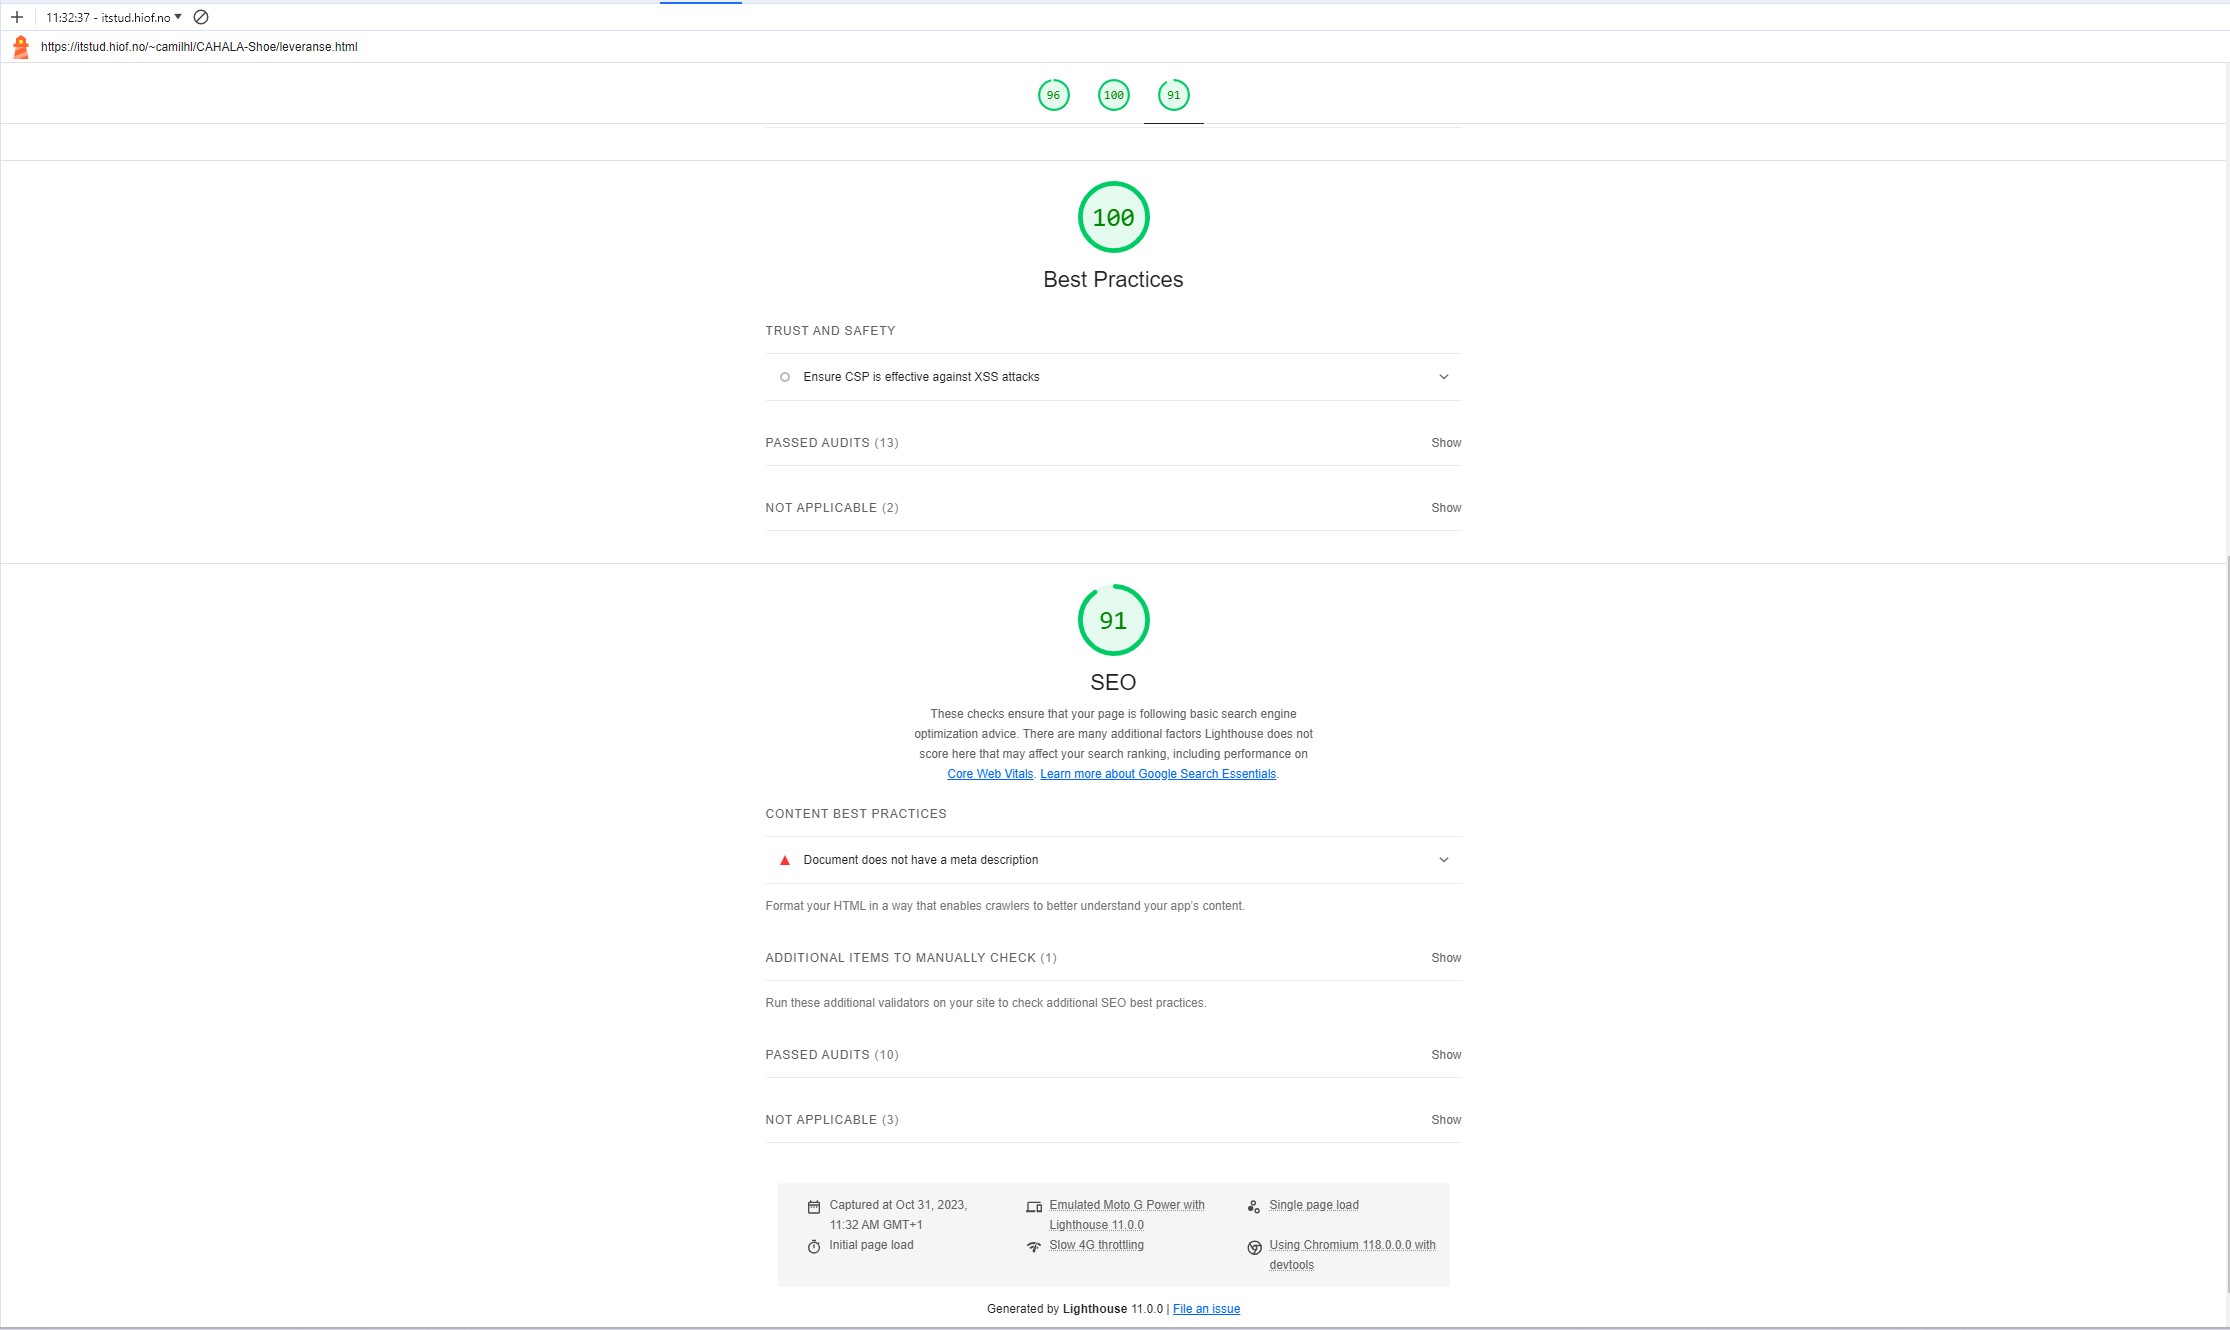 11:32:37 - itstud.hiof.no
https://itstud.hiof.no/~camilhl/CAHALA-Shoe/leveranse.html
96 100 91
100
Best Practices
TRUST AND SAFETY
Ensure CSP is effective against XSS attacks
PASSED AUDITS (13) Show
NOT APPLICABLE (2) Show
91
SEO
These checks ensure that your page is following basic search engine
optimization advice. There are many additional factors Lighthouse does not
score here that may affect your search ranking, including performance on
Core Web Vitals. Learn more about Google Search Essentials.
CONTENT BEST PRACTICES
Document does not have a meta description
Format your HTML in a way that enables crawlers to better understand your app's content.
ADDITIONAL ITEMS TO MANUALLY CHECK (1) Show
Run these additional validators on your site to check additional SEO best practices.
PASSED AUDITS (10) Show
NOT APPLICABLE (3) Show
Captured at Oct 31, 2023,
11:32 AM GMT+1
Initial page load
Emulated Moto G Power with
Lighthouse 11.0.0
Slow 4G throttling
Single page load
Using Chromium 118.0.0.0 with
devtools
Generated by Lighthouse 11.0.0 | File an issue